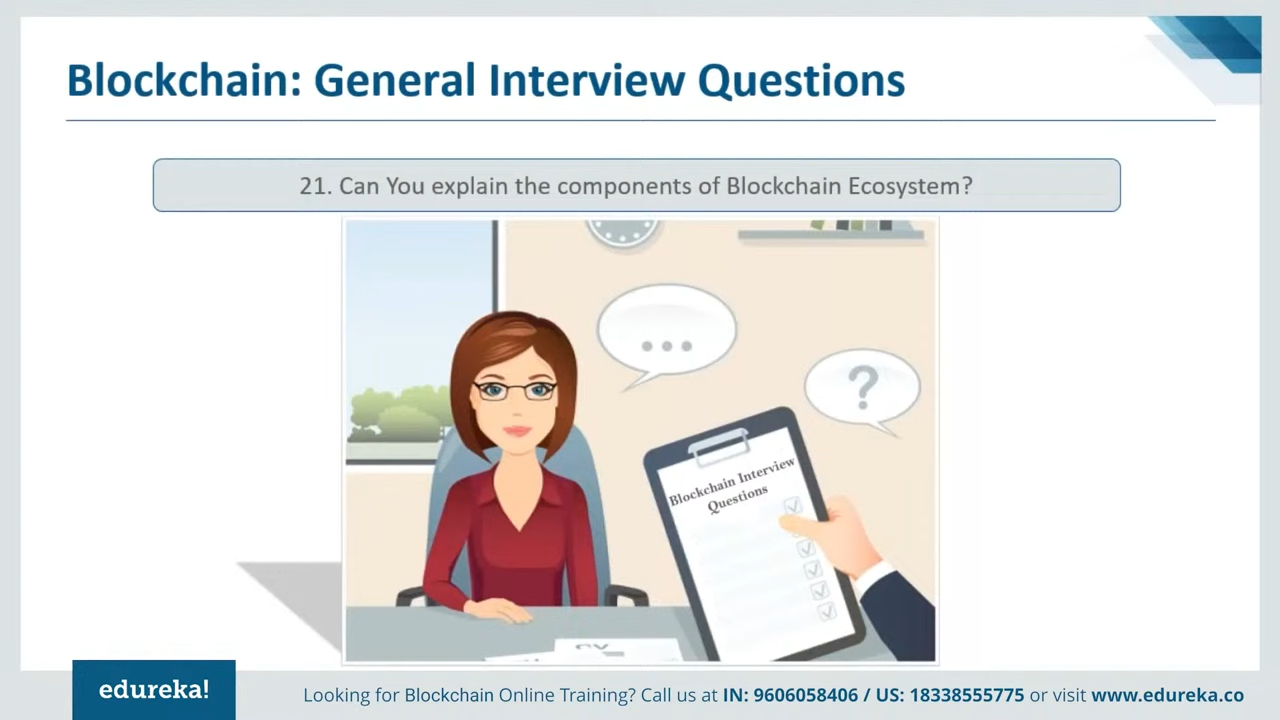 Blockchain: General Interview Questions
21. Can You explain the components of Blockchain Ecosystem?
?
Blockchain Interview
Questions
CV
edureka!
Looking for Blockchain Online Training? Call us at IN: 9606058406 / US: 18338555775 or visit www.edureka.co